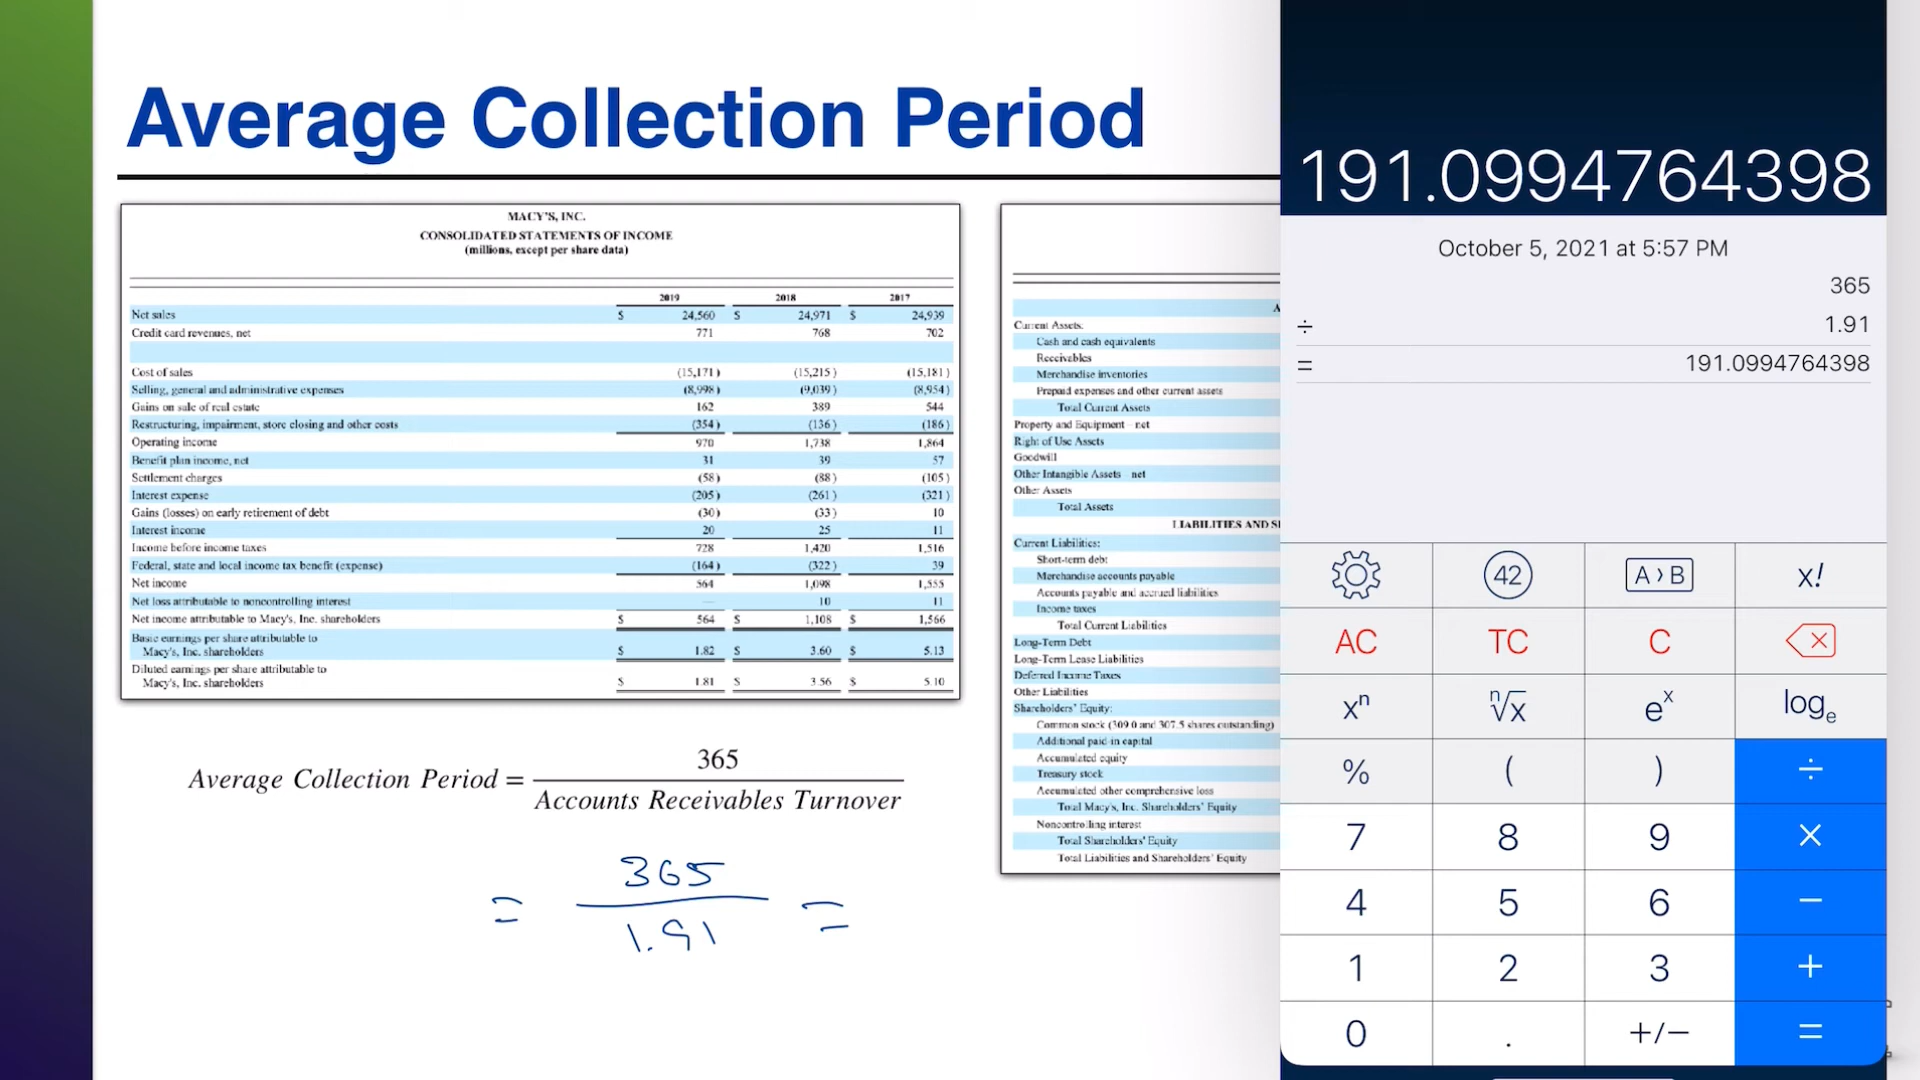 Average Collection Period
MACY'S, INC.
CONSOLIDATED STATEMENTS OF INCOME
(millions, except per share data)
2019 2018 2017
Net sales $ 24,560 $ 24,971 $ 24,939
Credit card revenues, net 771 768 702
Cost of sales (15,171) (15,215) (15,181)
Selling, general and administrative expenses (8,998) (9,039) (8,954)
Gains on sale of real estate 162 389 544
Restructuring, impairment, store closing and other costs (354) (136) (186)
Operating income 970 1,738 1,864
Benefit plan income, net 31 39 57
Settlement charges (58) (88) (105)
Interest expense (205) (261) (321)
Gains (losses) on early retirement of debt (30) (33) 10
Interest income 20 25 11
Income before income taxes 728 1,420 1,516
Federal, state and local income tax benefit (expense) (164) (322) 39
Net income 564 1,098 1,555
Net loss attributable to noncontrolling interest — 10 11
Net income attributable to Macy's, Inc. shareholders $ 564 $ 1,108 $ 1,566
Basic earnings per share attributable to
Macy's, Inc. shareholders $ 1.82 $ 3.60 $ 5.13
Diluted earnings per share attributable to
Macy's, Inc. shareholders $ 1.81 $ 3.56 $ 5.10
Average Collection Period =
365
Accounts Receivables Turnover
365
= =
1.91
Current Assets:
Cash and cash equivalents
Receivables
Merchandise inventories
Prepaid expenses and other current assets
Total Current Assets
Property and Equipment – net
Right of Use Assets
Goodwill
Other Intangible Assets – net
Other Assets
Total Assets
LIABILITIES AND
Current Liabilities:
Short-term debt
Merchandise accounts payable
Accounts payable and accrued liabilities
Income taxes
Total Current Liabilities
Long-Term Debt
Long-Term Lease Liabilities
Deferred Income Taxes
Other Liabilities
Shareholders' Equity:
Common stock (309.0 and 307.5 shares outstanding)
Additional paid-in capital
Accumulated equity
Treasury stock
Accumulated other comprehensive loss
Total Macy's, Inc. Shareholders' Equity
Noncontrolling interest
Total Shareholders' Equity
Total Liabilities and Shareholders' Equity
191.0994764398
October 5, 2021 at 5:57 PM
365
÷ 1.91
= 191.0994764398
42 A›B x!
AC TC C
xⁿ ⁿ√x eˣ logₑ
% ( ) ÷
7 8 9 ×
4 5 6 −
1 2 3 +
0 . +/− =